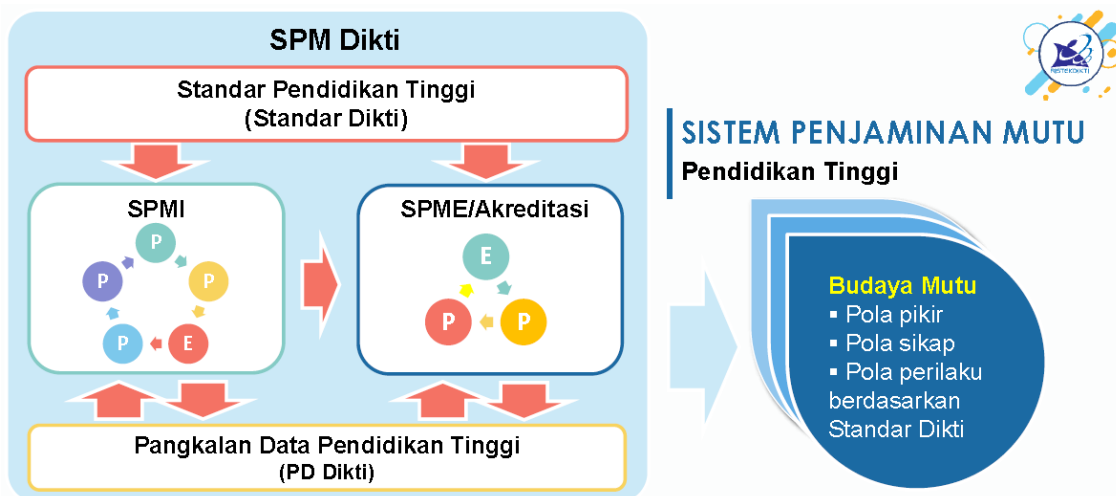 SPM Dikti
Standar Pendidikan Tinggi
(Standar Dikti)
SPMI
P
P
E
P
P
SPME/Akreditasi
E
P
P
Pangkalan Data Pendidikan Tinggi
(PD Dikti)
RISTEKDIKTI
SISTEM PENJAMINAN MUTU
Pendidikan Tinggi
Budaya Mutu
▪ Pola pikir
▪ Pola sikap
▪ Pola perilaku
berdasarkan
Standar Dikti